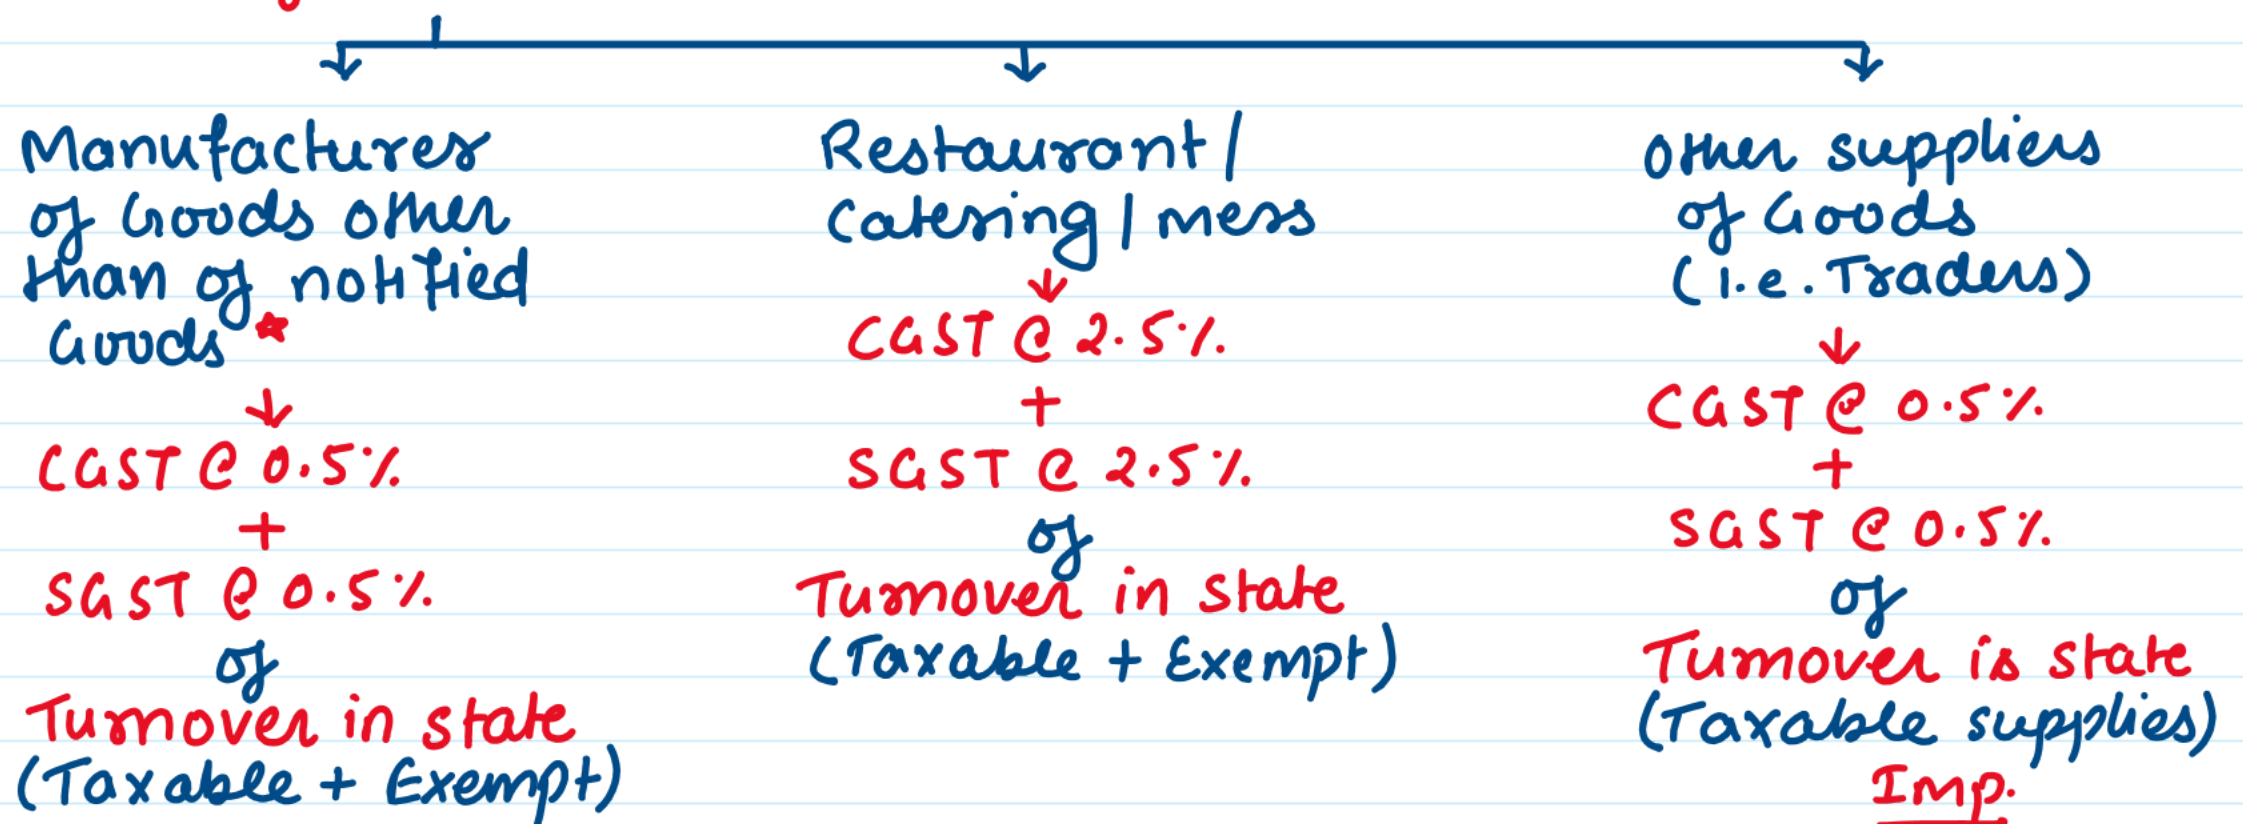 Manufactures
of Goods other
than of notified
Goods *
↓
CGST @ 0.5%
+
SGST @ 0.5%
of
Turnover in state
(Taxable + Exempt)
Restaurant /
Catering / mess
↓
CGST @ 2.5%
+
SGST @ 2.5%
of
Turnover in state
(Taxable + Exempt)
Other suppliers
of Goods
(i.e. Traders)
↓
CGST @ 0.5%
+
SGST @ 0.5%
of
Turnover is state
(Taxable supplies)
Imp.